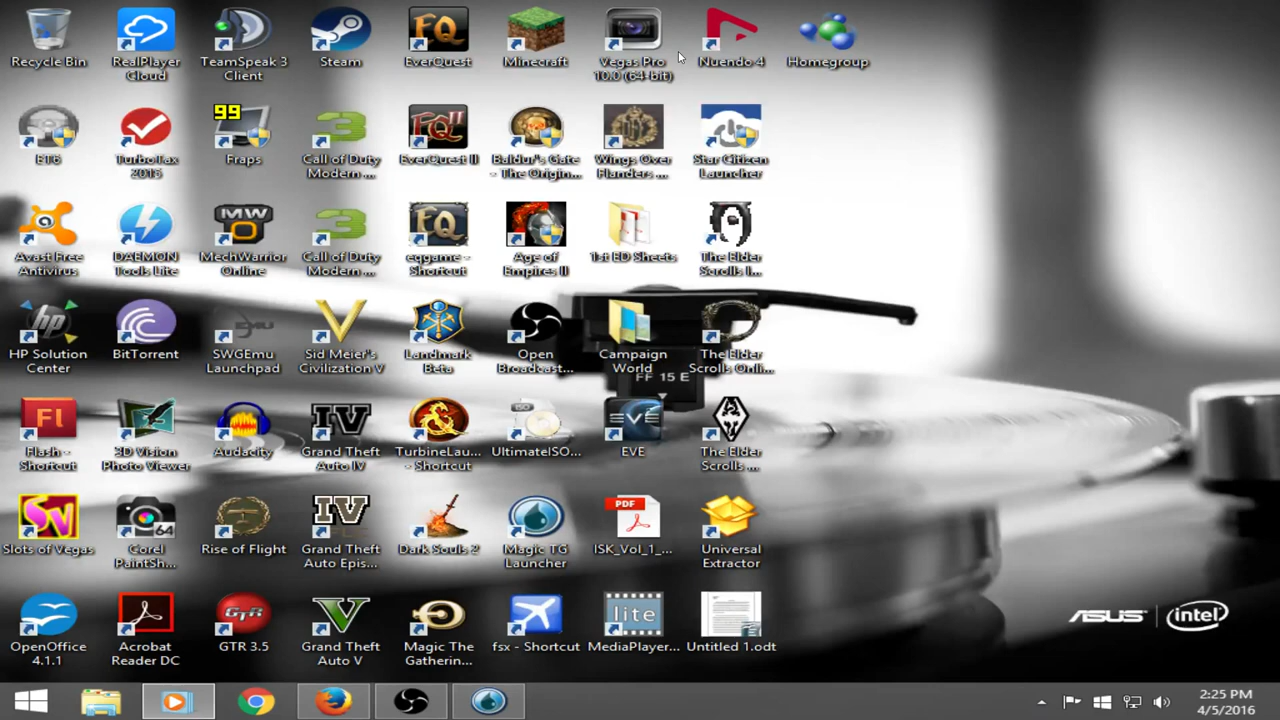 Recycle Bin
RealPlayer
Cloud
TeamSpeak 3
Client
Steam
EverQuest
Minecraft
Vegas Pro
10.0 (64-bit)
Nuendo 4
Homegroup
ET6
TurboTax
2015
99
Fraps
Call of Duty
Modern ...
EverQuest II
Baldur's Gate
- The Origin...
Wings Over
Flanders ...
Star Citizen
Launcher
Avast Free
Antivirus
DAEMON
Tools Lite
MechWarrior
Online
Call of Duty
Modern ...
eqgame -
Shortcut
Age of
Empires II
1st ED Sheets
The Elder
Scrolls I...
HP Solution
Center
BitTorrent
SWGEmu
Launchpad
Sid Meier's
Civilization V
Landmark
Beta
Open
Broadcast...
Campaign
World
The Elder
Scrolls Onli...
FF 15 E
Flash -
Shortcut
3D Vision
Photo Viewer
Audacity
Grand Theft
Auto IV
TurbineLau...
- Shortcut
UltimateISO...
EVE
The Elder
Scrolls ...
Slots of Vegas
Corel
PaintSh...
Rise of Flight
Grand Theft
Auto Epis...
Dark Souls 2
Magic TG
Launcher
PDF
ISK_Vol_1_...
Universal
Extractor
OpenOffice
4.1.1
Acrobat
Reader DC
GTR
GTR 3.5
Grand Theft
Auto V
Magic The
Gatherin...
fsx - Shortcut
lite
MediaPlayer...
Untitled 1.odt
ASUS
intel
2:25 PM
4/5/2016